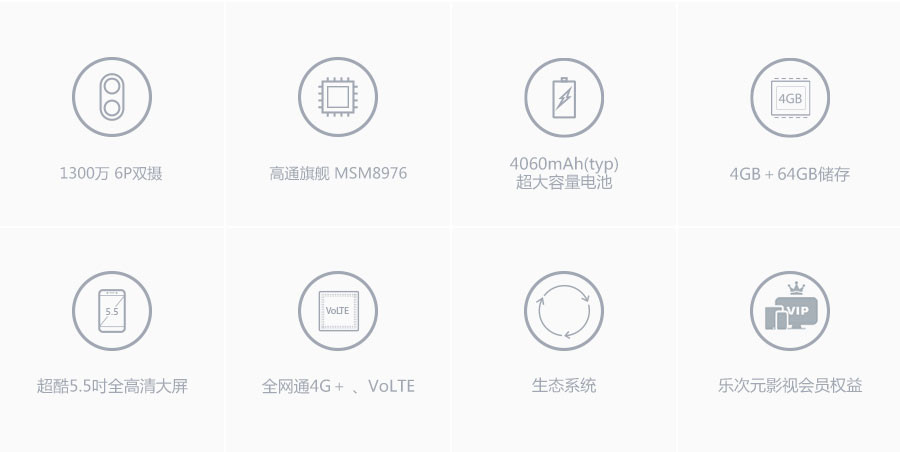 4GB
1300万 6P双摄
高通旗舰 MSM8976
4060mAh(typ)
超大容量电池
4GB+64GB储存
5.5
VoLTE
VIP
超酷5.5吋全高清大屏
全网通4G+ 、VoLTE
生态系统
乐次元影视会员权益